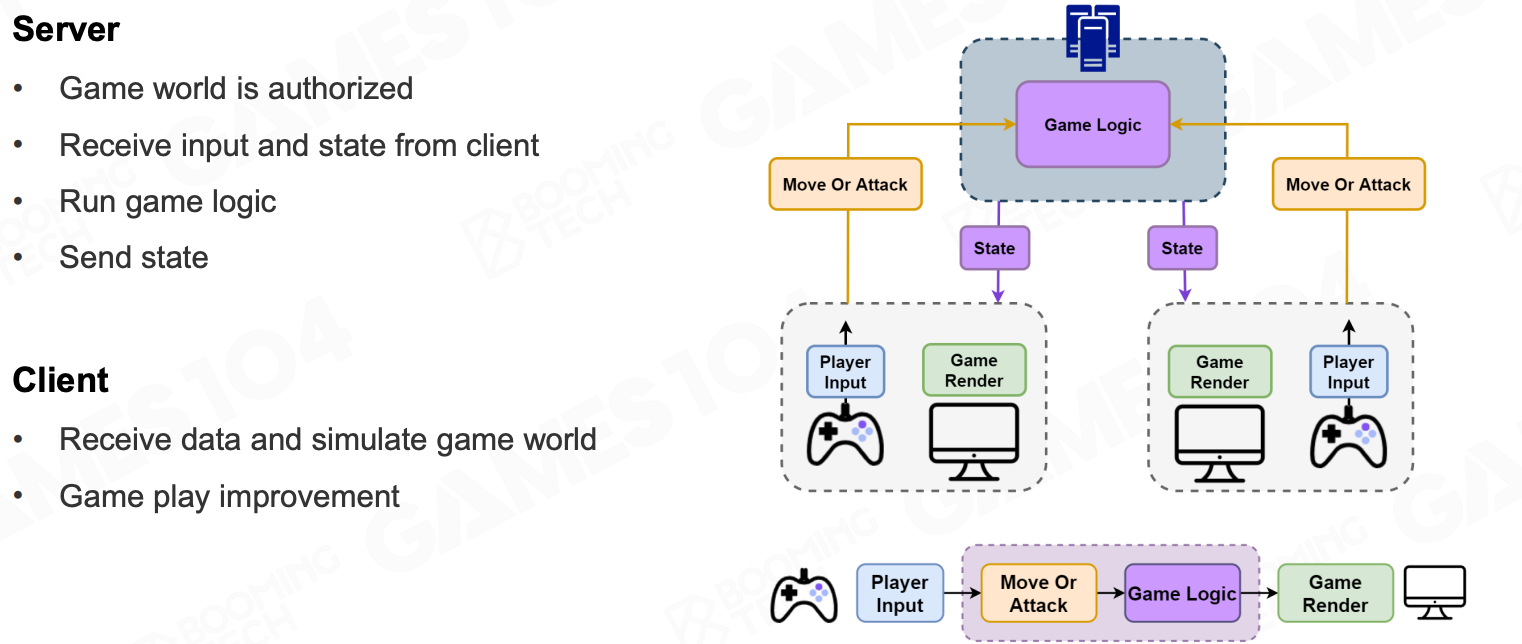 Server
• Game world is authorized
• Receive input and state from client
• Run game logic
• Send state
Client
• Receive data and simulate game world
• Game play improvement
Game Logic
Move Or Attack
Move Or Attack
State
State
Player
Input
Game
Render
Game
Render
Player
Input
Player
Input
Move Or
Attack
Game Logic
Game
Render
GAMES104
BOOMING
TECH